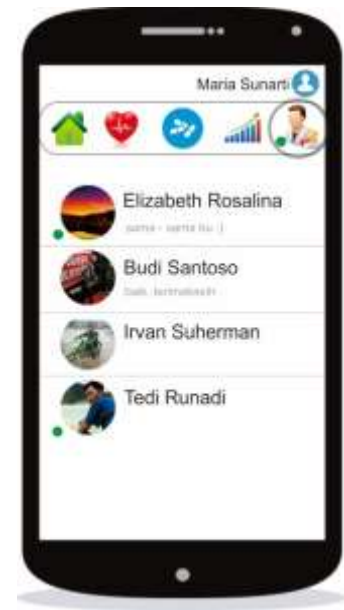 Maria Sunarti
Elizabeth Rosalina
sama - sama bu :)
Budi Santoso
baik, terimakasih
Irvan Suherman
Tedi Runadi